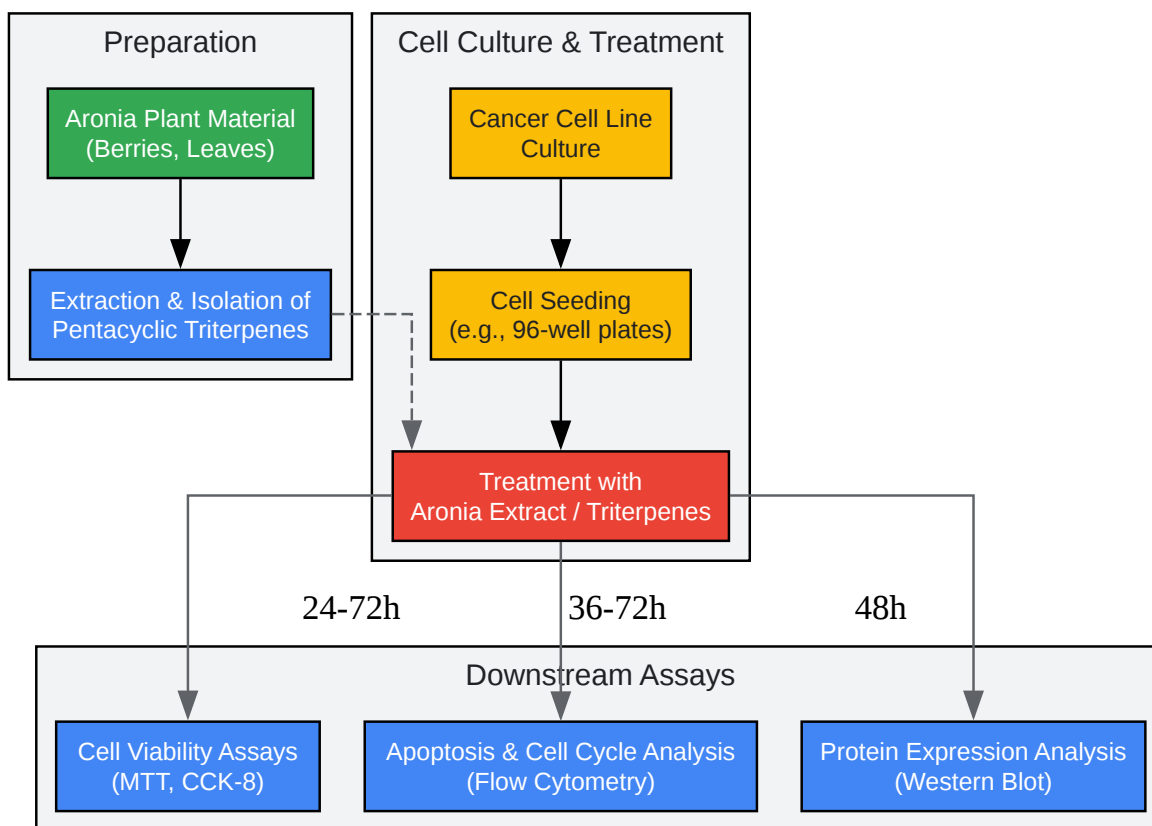 Preparation
Aronia Plant Material
(Berries, Leaves)
Extraction & Isolation of
Pentacyclic Triterpenes
Cell Culture & Treatment
Cancer Cell Line
Culture
Cell Seeding
(e.g., 96-well plates)
Treatment with
Aronia Extract / Triterpenes
24-72h
36-72h
48h
Downstream Assays
Cell Viability Assays
(MTT, CCK-8)
Apoptosis & Cell Cycle Analysis
(Flow Cytometry)
Protein Expression Analysis
(Western Blot)